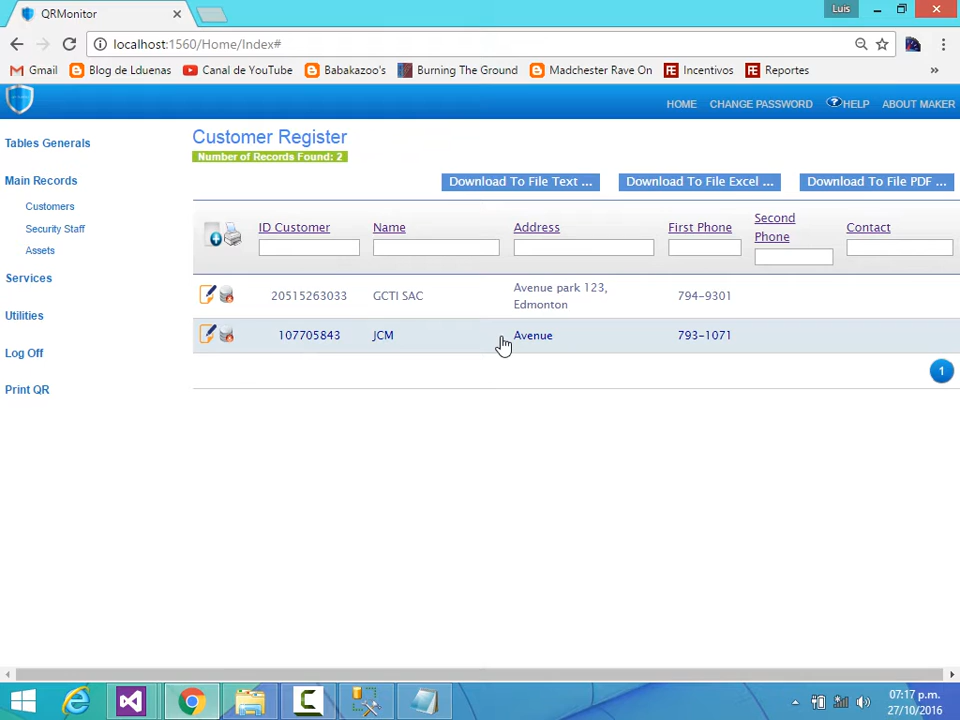 QRMonitor
Luis
localhost:1560/Home/Index#
Gmail Blog de Lduenas Canal de YouTube Babakazoo's Burning The Ground Madchester Rave On Incentivos Reportes
HOME CHANGE PASSWORD HELP ABOUT MAKER
Tables Generals
Main Records
Customers
Security Staff
Assets
Services
Utilities
Log Off
Print QR
Customer Register
Number of Records Found: 2
Download To File Text ... Download To File Excel ... Download To File PDF ...
ID Customer Name Address First Phone Second Phone Contact
20515263033 GCTI SAC Avenue park 123, Edmonton 794-9301
107705843 JCM Avenue 793-1071
1
07:17 p.m.
27/10/2016